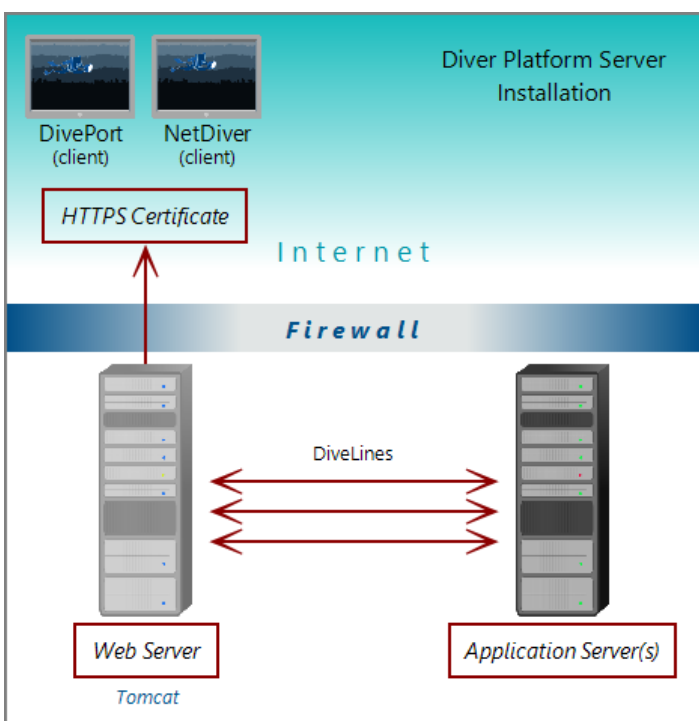 Diver Platform Server
Installation
DivePort
(client)
NetDiver
(client)
HTTPS Certificate
Internet
Firewall
DiveLines
Web Server
Application Server(s)
Tomcat